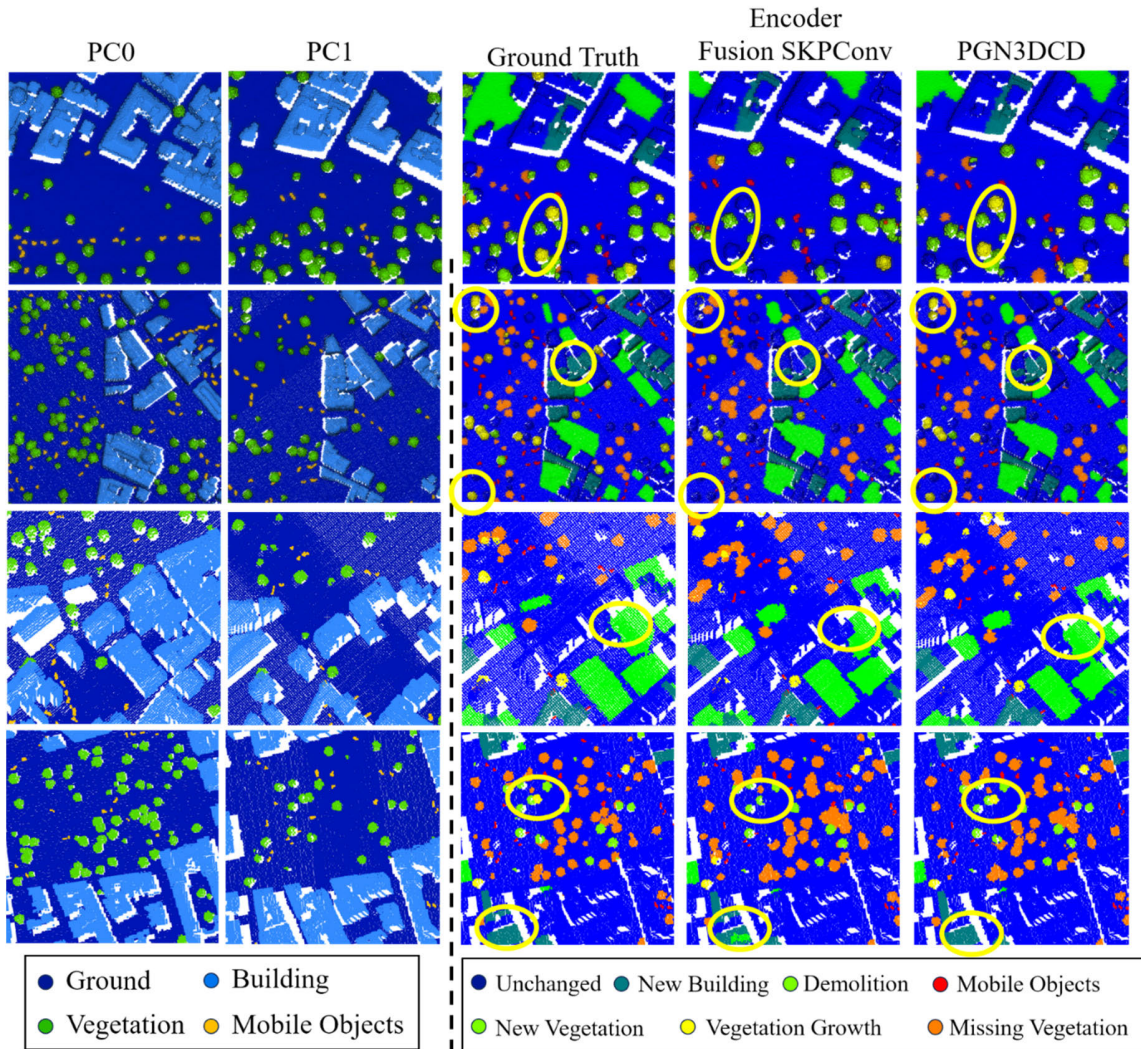 PC0
PC1
Ground Truth
Encoder
Fusion SKPConv
PGN3DCD
Ground
Building
Vegetation
Mobile Objects
Unchanged
New Building
Demolition
Mobile Objects
New Vegetation
Vegetation Growth
Missing Vegetation